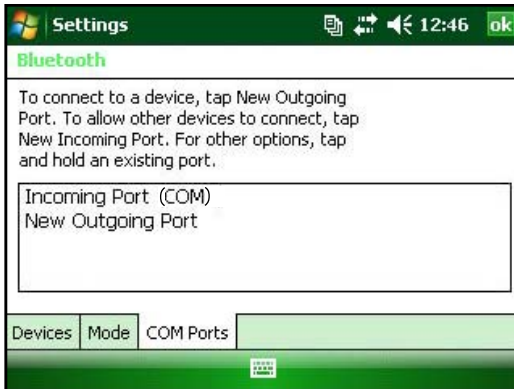 Settings 12:46 ok
Bluetooth
To connect to a device, tap New Outgoing
Port. To allow other devices to connect, tap
New Incoming Port. For other options, tap
and hold an existing port.
Incoming Port (COM)
New Outgoing Port
Devices Mode COM Ports